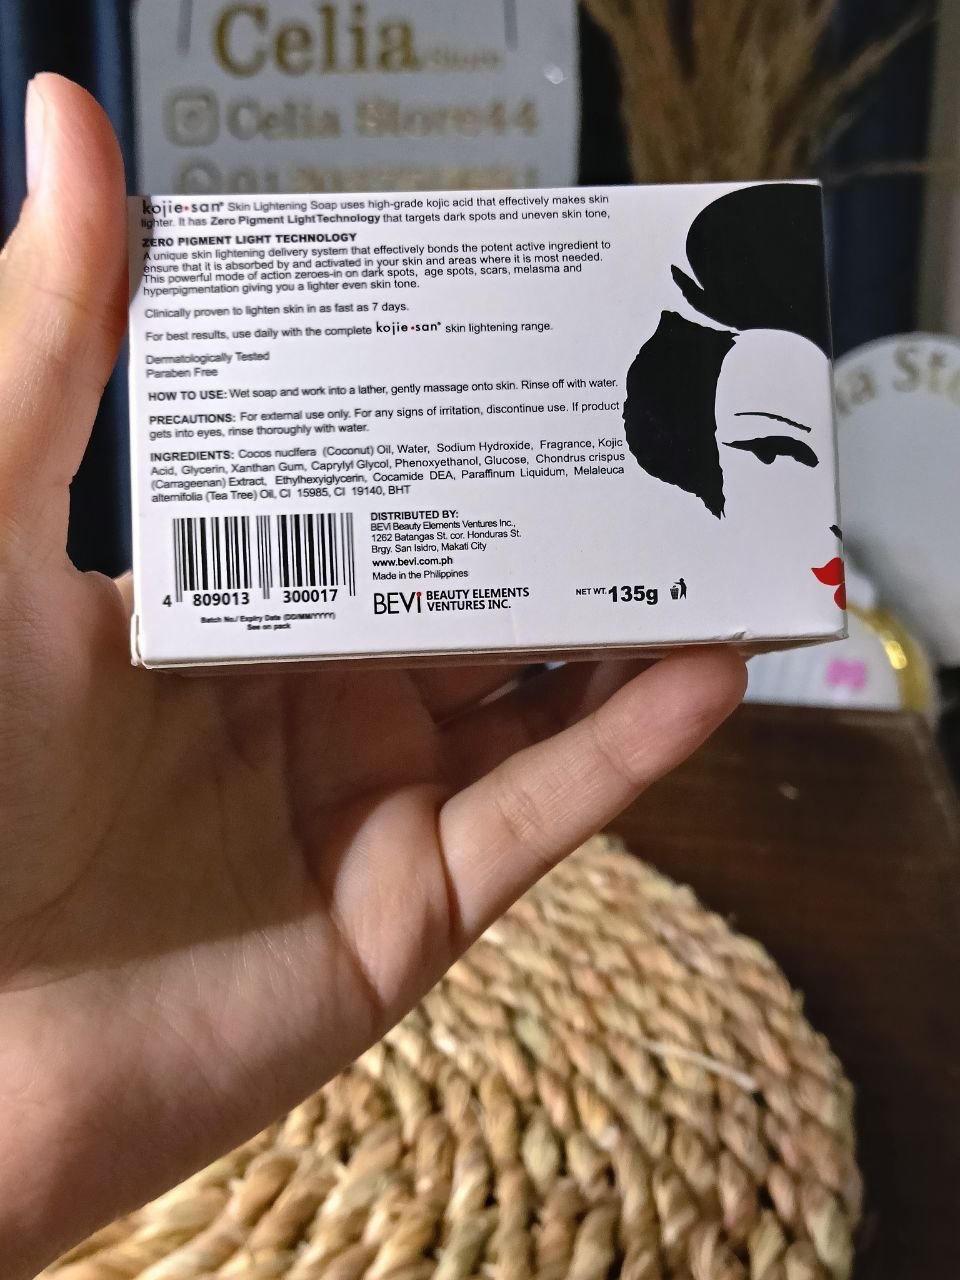 Celia
Store
Celia Store44
kojie•san® Skin Lightening Soap uses high-grade kojic acid that effectively makes skin
lighter. It has Zero Pigment LightTechnology that targets dark spots and uneven skin tone,
ZERO PIGMENT LIGHT TECHNOLOGY
A unique skin lightening delivery system that effectively bonds the potent active ingredient to
ensure that it is absorbed by and activated in your skin and areas where it is most needed.
This powerful mode of action zeroes-in on dark spots, age spots, scars, melasma and
hyperpigmentation giving you a lighter even skin tone.
Clinically proven to lighten skin in as fast as 7 days.
For best results, use daily with the complete kojie•san® skin lightening range.
Dermatologically Tested
Paraben Free
HOW TO USE: Wet soap and work into a lather, gently massage onto skin. Rinse off with water.
PRECAUTIONS: For external use only. For any signs of irritation, discontinue use. If product
gets into eyes, rinse thoroughly with water.
INGREDIENTS: Cocos nucifera (Coconut) Oil, Water, Sodium Hydroxide, Fragrance, Kojic
Acid, Glycerin, Xanthan Gum, Caprylyl Glycol, Phenoxyethanol, Glucose, Chondrus crispus
(Carrageenan) Extract, Ethylhexyiglycerin, Cocamide DEA, Paraffinum Liquidum, Melaleuca
alternifolia (Tea Tree) Oil, CI 15985, CI 19140, BHT
DISTRIBUTED BY:
BEVi Beauty Elements Ventures Inc.,
1262 Batangas St. cor. Honduras St.
Brgy. San Isidro, Makati City
www.bevi.com.ph
Made in the Philippines
4 809013 300017
Batch No./ Expiry Date (DD/MM/YYYY)
See on pack
BEVi BEAUTY ELEMENTS
VENTURES INC.
NET WT. 135g